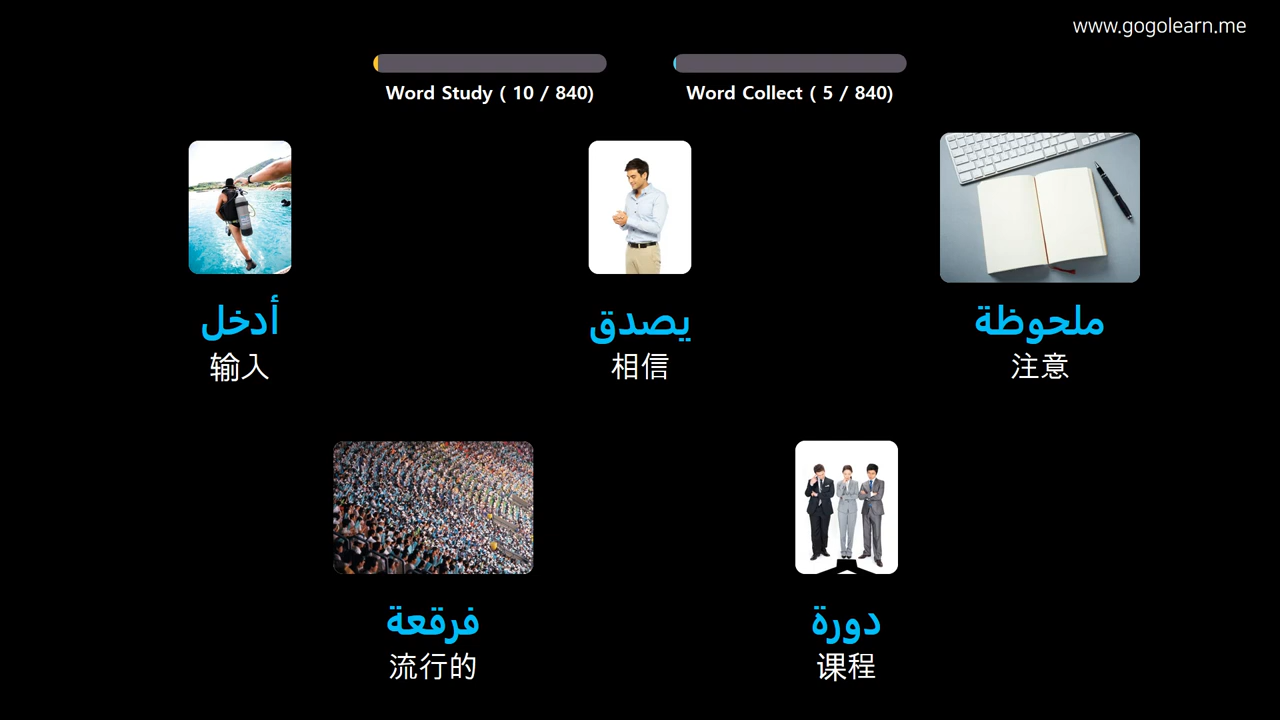 www.gogolearn.me
Word Study ( 10 / 840)
Word Collect ( 5 / 840)
أدخل
输入
يصدق
相信
ملحوظة
注意
فرقعة
流行的
دورة
课程